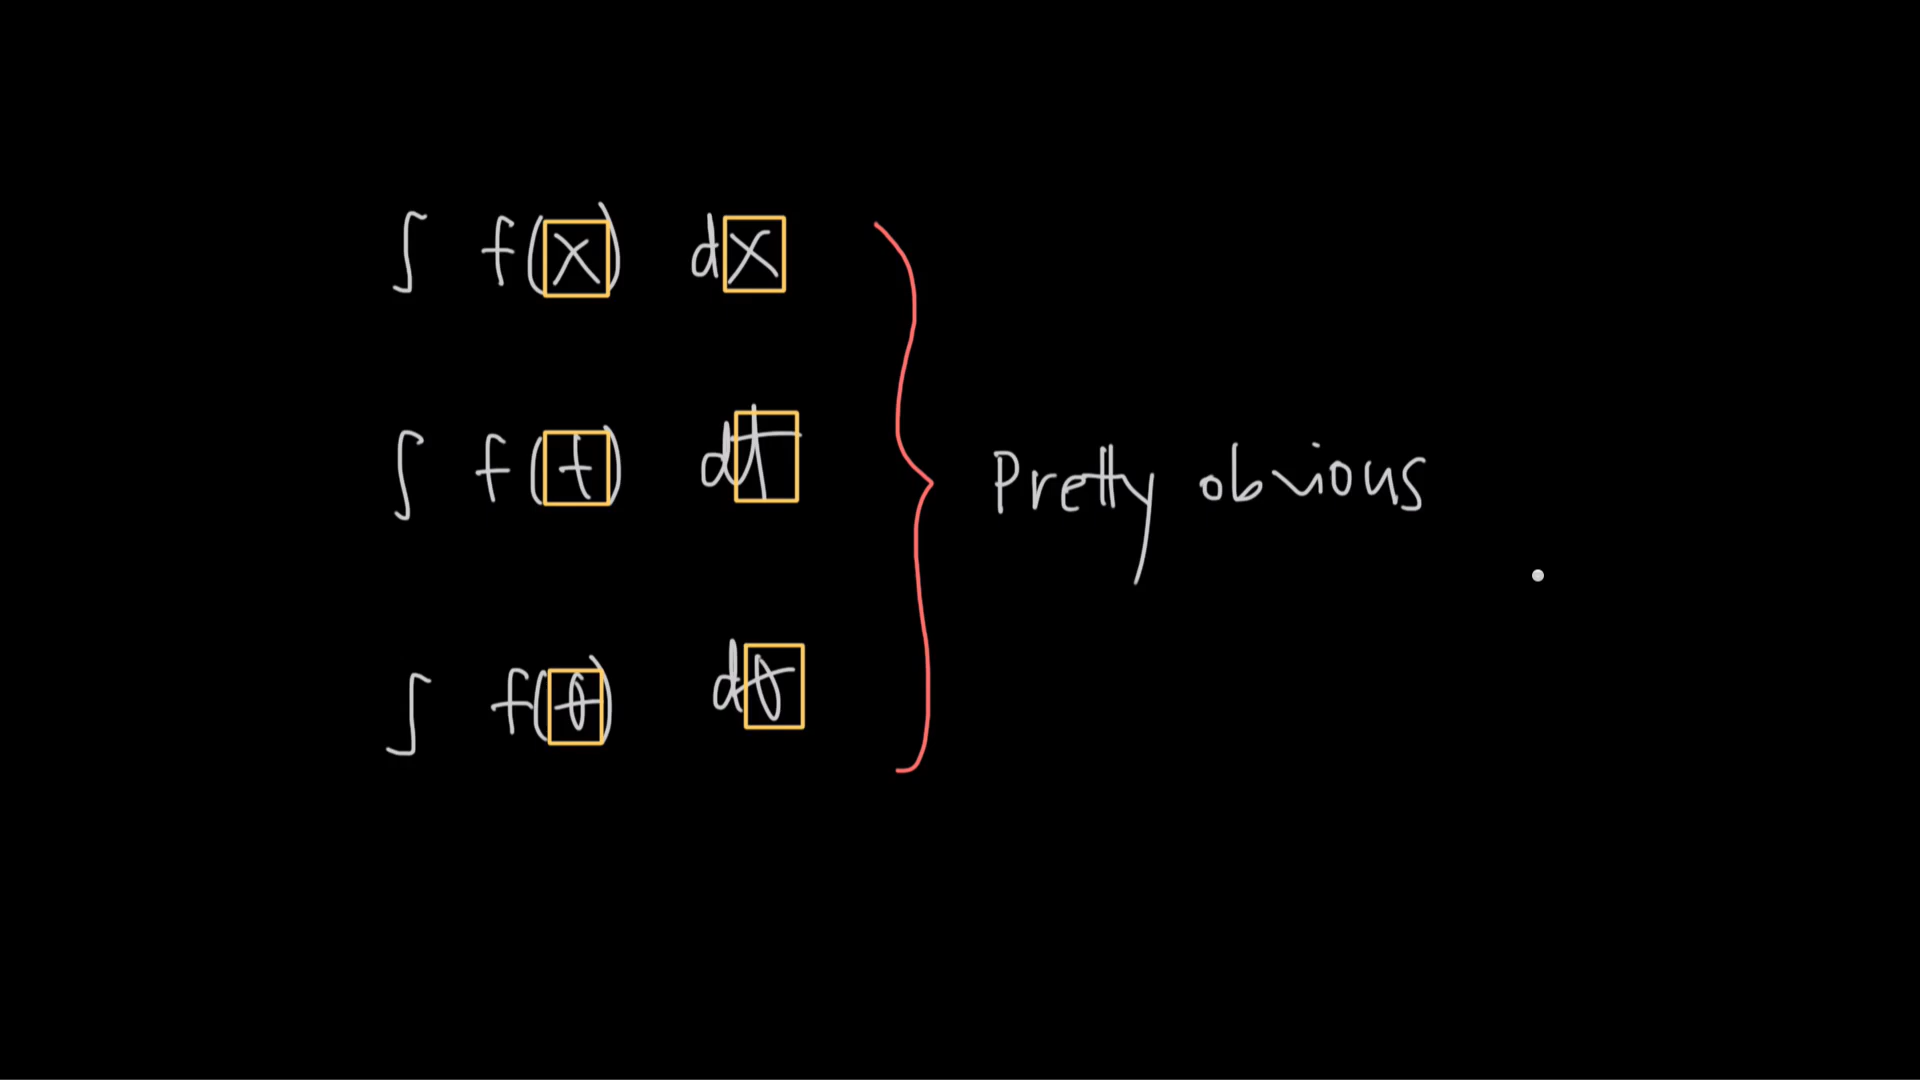 ∫ f(x) dx
∫ f(t) dt
Pretty obvious
∫ f(θ) dθ